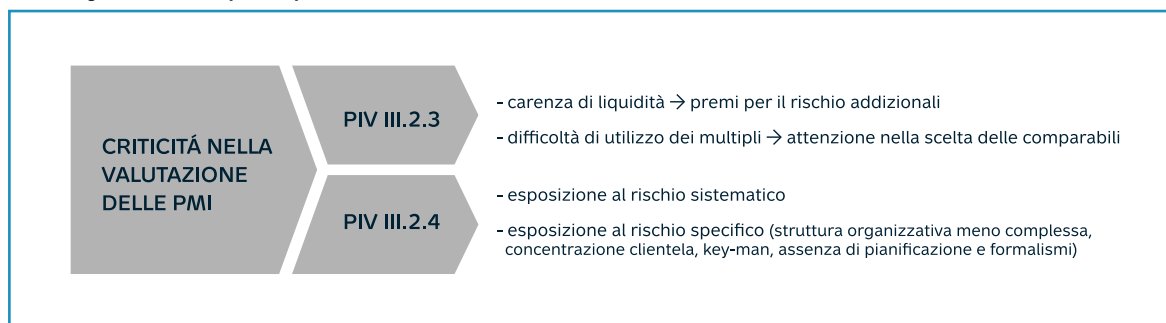 CRITICITÁ NELLA
VALUTAZIONE
DELLE PMI
PIV III.2.3
- carenza di liquidità → premi per il rischio addizionali
- difficoltà di utilizzo dei multipli → attenzione nella scelta delle comparabili
PIV III.2.4
- esposizione al rischio sistematico
- esposizione al rischio specifico (struttura organizzativa meno complessa,
concentrazione clientela, key-man, assenza di pianificazione e formalismi)